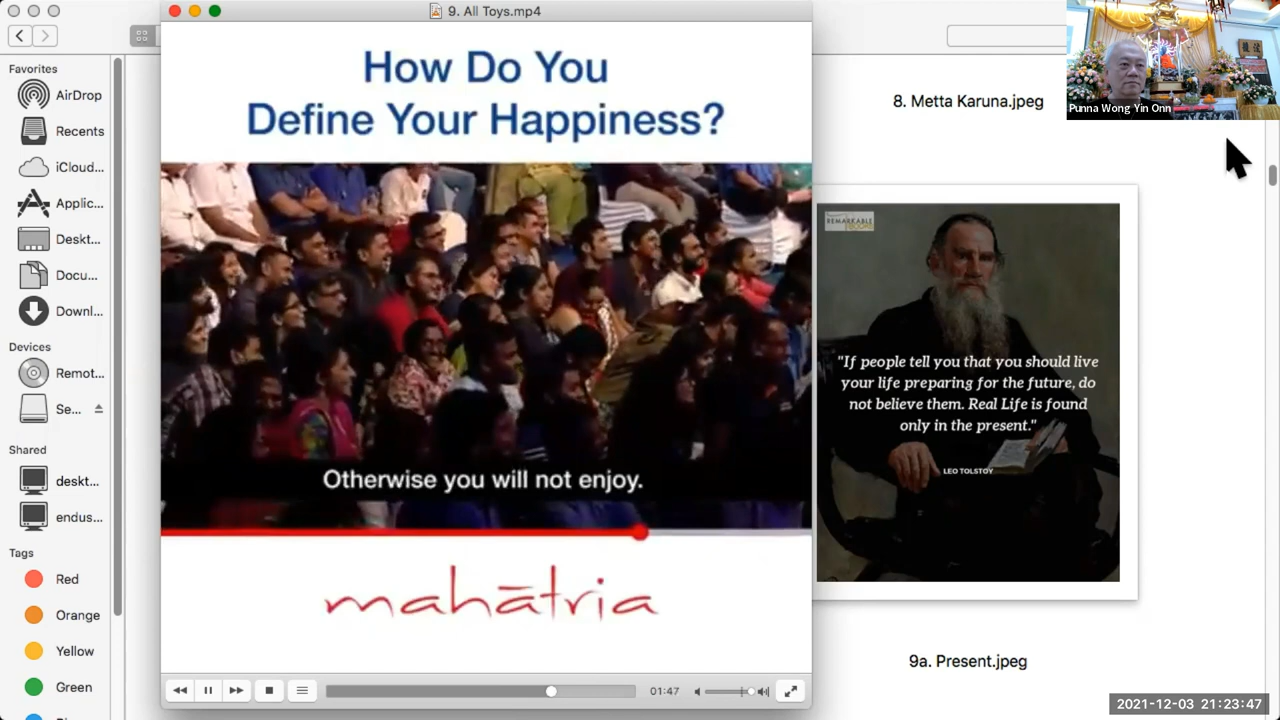 9. All Toys.mp4
Favorites
AirDrop
Recents
iCloud...
Applic...
Deskt...
Docu...
Downl...
Devices
Remot...
Se...
Shared
deskt...
endus...
Tags
Red
Orange
Yellow
Green
How Do You
Define Your Happiness?
Otherwise you will not enjoy.
mahātria
01:47
8. Metta Karuna.jpeg
Punna Wong Yin Onn
REMARKABLE
"If people tell you that you should live
your life preparing for the future, do
not believe them. Real Life is found
only in the present."
LEO TOLSTOY
9a. Present.jpeg
2021-12-03 21:23:47